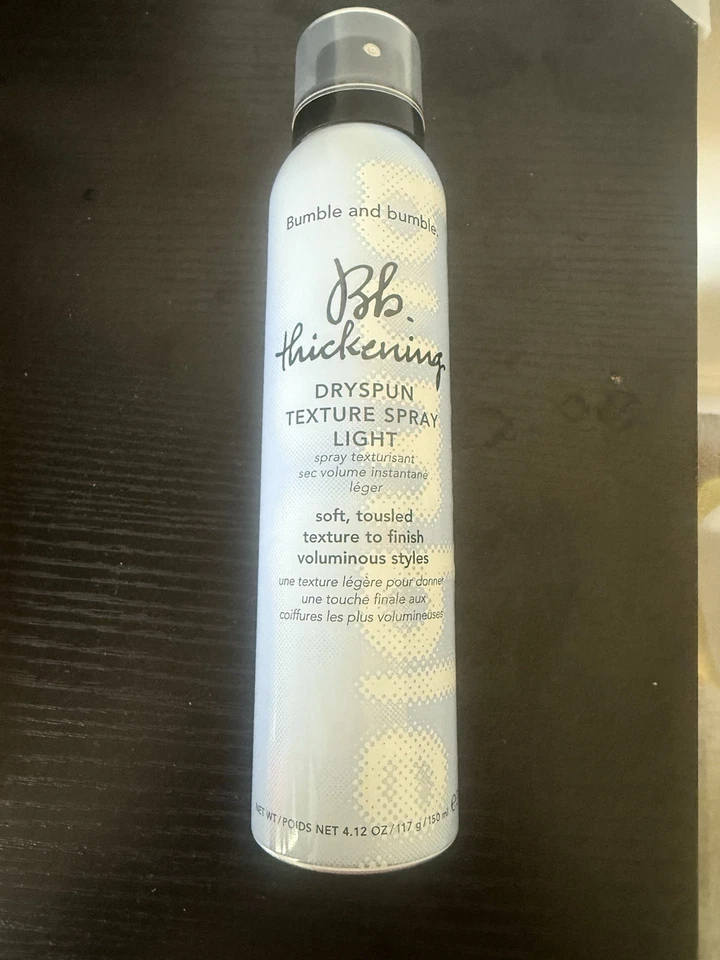 Bumble and bumble.
Bb.
thickening
DRYSPUN
TEXTURE SPRAY
LIGHT
spray texturisant
sec volume instantané
léger
soft, tousled
texture to finish
voluminous styles
une texture légère pour donner
une touche finale aux
coiffures les plus volumineuses
NET WT/POIDS NET 4.12 OZ/117 g/150 ml e